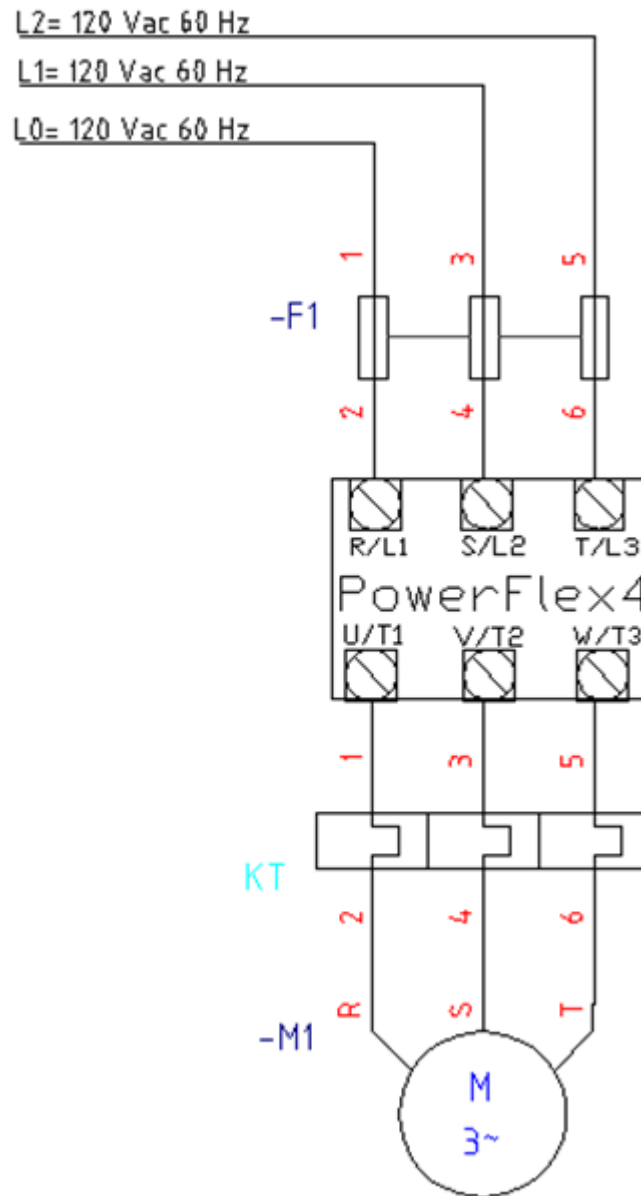 L2= 120 Vac 60 Hz
L1= 120 Vac 60 Hz
L0= 120 Vac 60 Hz
1 3 5
-F1
2 4 6
R/L1 S/L2 T/L3
PowerFlex4
U/T1 V/T2 W/T3
1 3 5
KT
2 4 6
R S T
-M1
M
3~